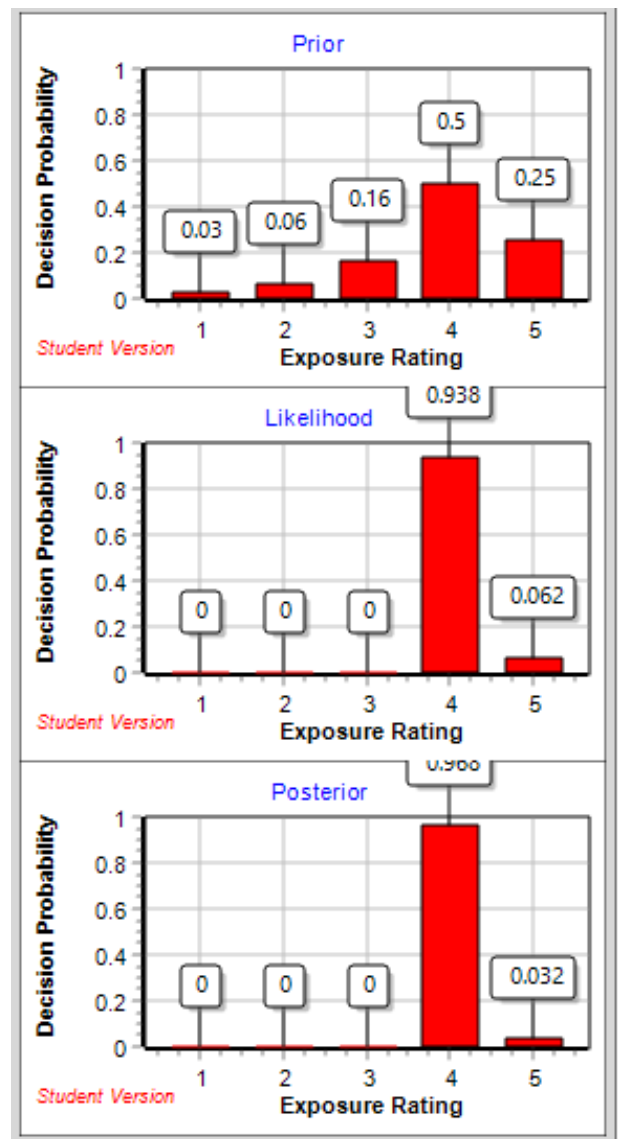 Prior
Decision Probability
1
0.8
0.6
0.4
0.2
0
0.03
0.06
0.16
0.5
0.25
1 2 3 4 5
Student Version
Exposure Rating
Likelihood
Decision Probability
1
0.8
0.6
0.4
0.2
0
0
0
0
0.938
0.062
1 2 3 4 5
Student Version
Exposure Rating
Posterior
Decision Probability
1
0.8
0.6
0.4
0.2
0
0
0
0
0.968
0.032
1 2 3 4 5
Student Version
Exposure Rating